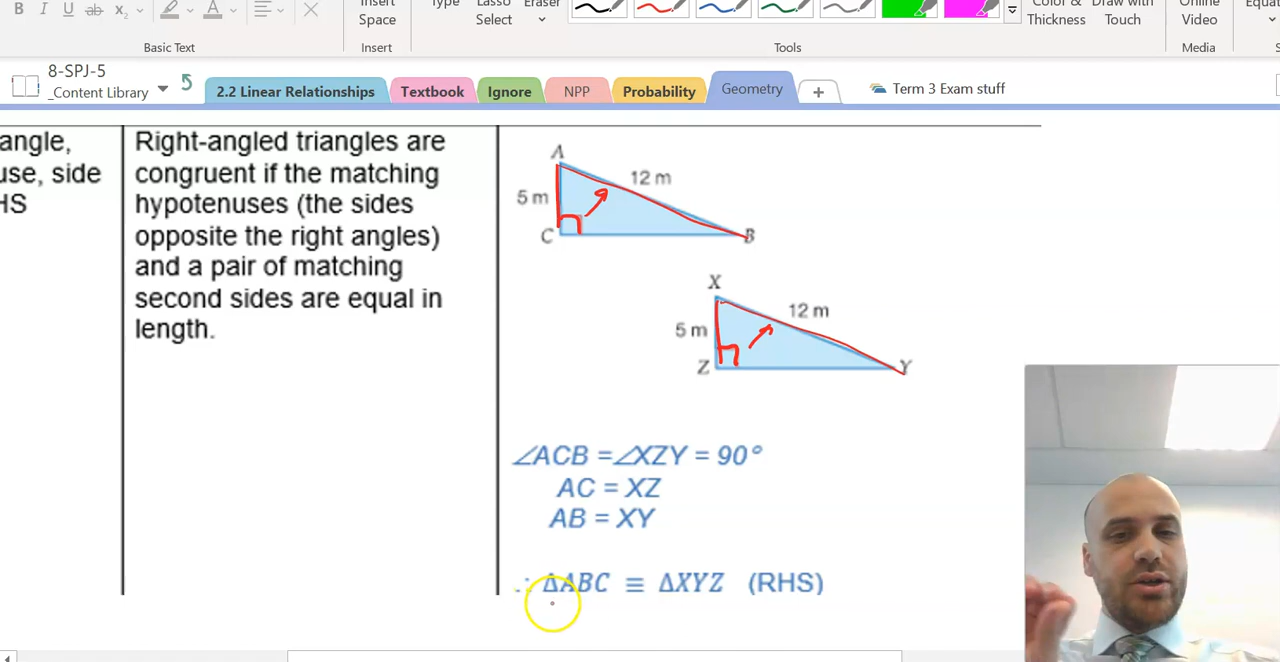 B I U ab x₂
Insert
Space
Type
Lasso
Select
Eraser
Color &
Thickness
Draw with
Touch
Online
Video
Equat
Basic Text
Insert
Tools
Media
8-SPJ-5
_Content Library
2.2 Linear Relationships
Textbook
Ignore
NPP
Probability
Geometry
+
Term 3 Exam stuff
angle,
use, side
HS
Right-angled triangles are
congruent if the matching
hypotenuses (the sides
opposite the right angles)
and a pair of matching
second sides are equal in
length.
A
5 m
12 m
C
B
X
5 m
12 m
Z
Y
∠ACB =∠XZY = 90°
AC = XZ
AB = XY
∴ ΔABC ≡ ΔXYZ (RHS)